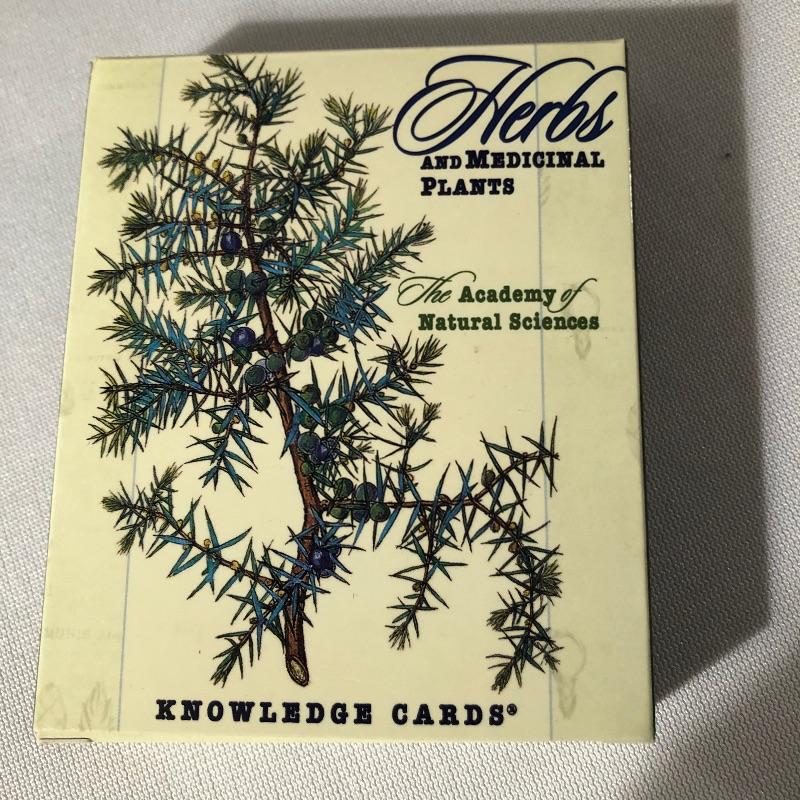 Herbs
AND MEDICINAL
PLANTS
The Academy of
Natural Sciences
KNOWLEDGE CARDS®